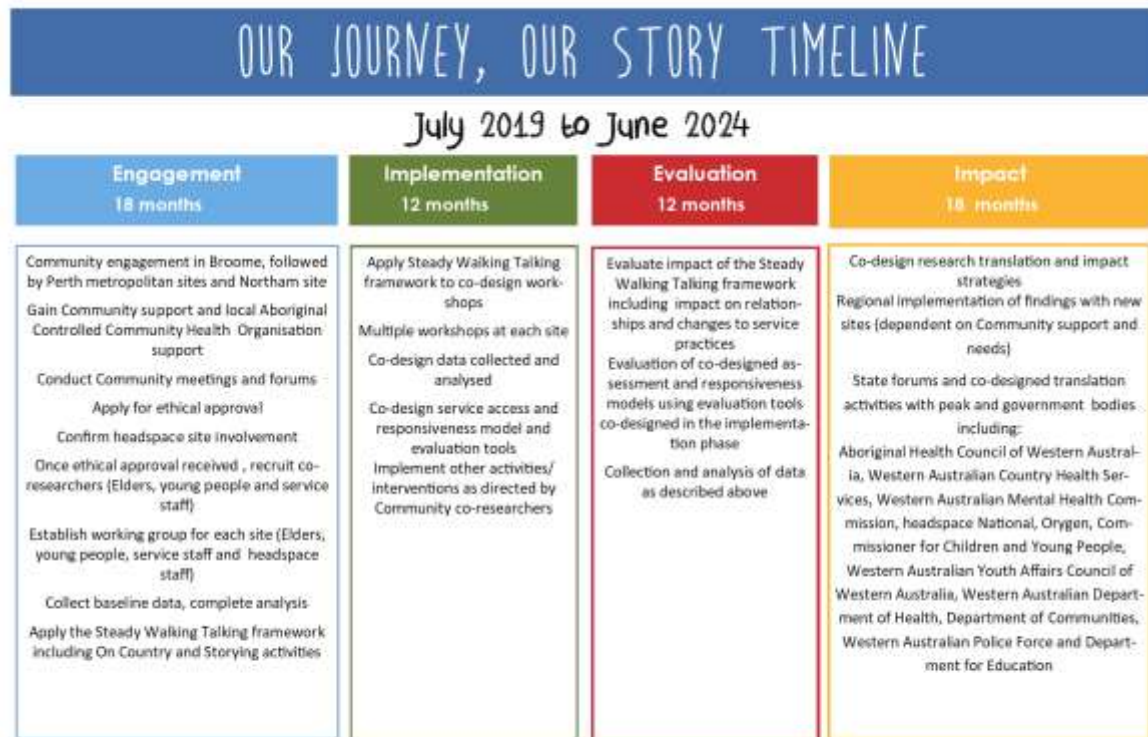 OUR JOURNEY, OUR STORY TIMELINE
July 2019 to June 2024
Engagement
18 months
Community engagement in Broome, followed
by Perth metropolitan sites and Northam site
Gain Community support and local Aboriginal
Controlled Community Health Organisation
support
Conduct Community meetings and forums
Apply for ethical approval
Confirm headspace site involvement
Once ethical approval received , recruit co-
researchers (Elders, young people and service
staff)
Establish working group for each site (Elders,
young people, service staff and headspace
staff)
Collect baseline data, complete analysis
Apply the Steady Walking Talking framework
including On Country and Storying activities
Implementation
12 months
Apply Steady Walking Talking
framework to co-design work-
shops
Multiple workshops at each site
Co-design data collected and
analysed
Co-design service access and
responsiveness model and
evaluation tools
Implement other activities/
interventions as directed by
Community co-researchers
Evaluation
12 months
Evaluate impact of the Steady
Walking Talking framework
including impact on relation-
ships and changes to service
practices
Evaluation of co-designed as-
sessment and responsiveness
models using evaluation tools
co-designed in the implementa-
tion phase
Collection and analysis of data
as described above
Impact
18 months
Co-design research translation and impact
strategies
Regional implementation of findings with new
sites (dependent on Community support and
needs)
State forums and co-designed translation
activities with peak and government bodies
including:
Aboriginal Health Council of Western Austral-
ia, Western Australian Country Health Ser-
vices, Western Australian Mental Health Com-
mission, headspace National, Orygen, Com-
missioner for Children and Young People,
Western Australian Youth Affairs Council of
Western Australia, Western Australian Depart-
ment of Health, Department of Communities,
Western Australian Police Force and Depart-
ment for Education